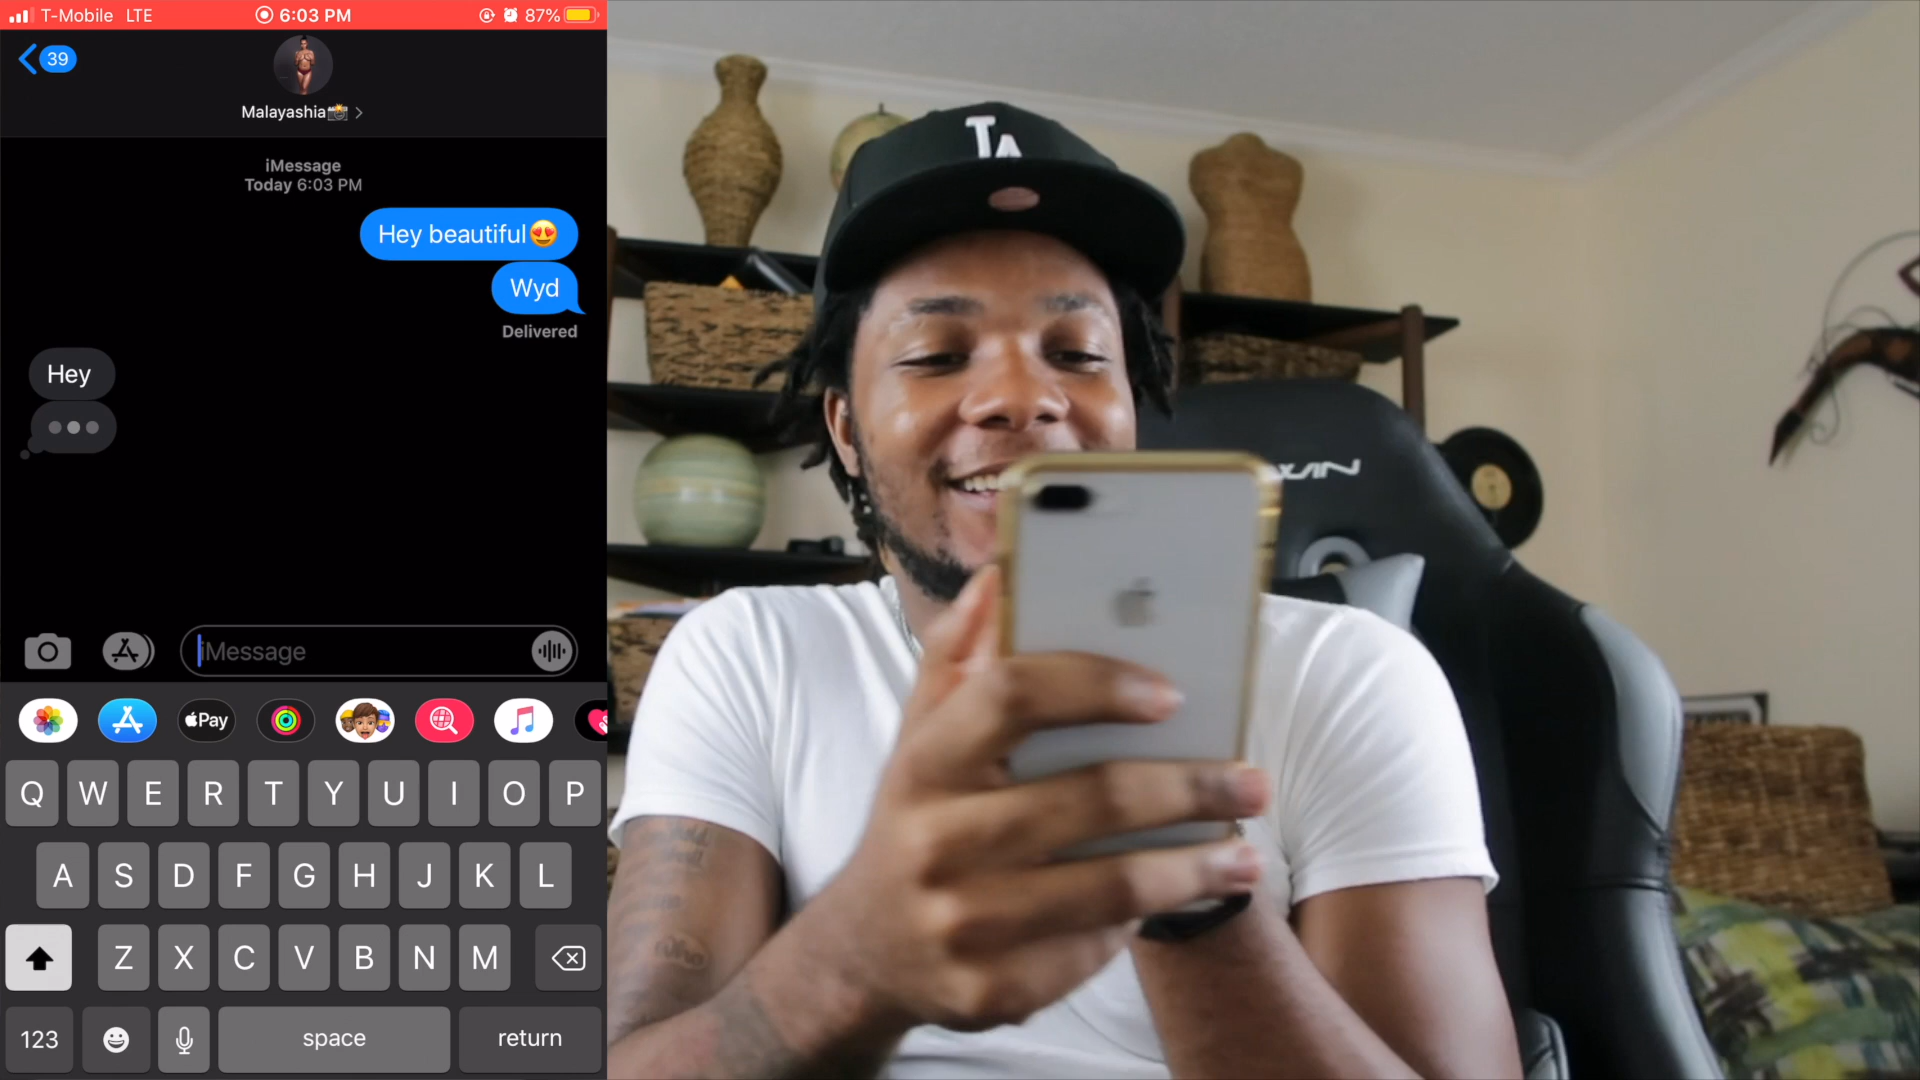 T-Mobile LTE 6:03 PM 87%
39
Malayashia📸 >
iMessage
Today 6:03 PM
Hey beautiful😍
Wyd
Delivered
Hey
iMessage
Pay
Q W E R T Y U I O P
A S D F G H J K L
Z X C V B N M
123 space return